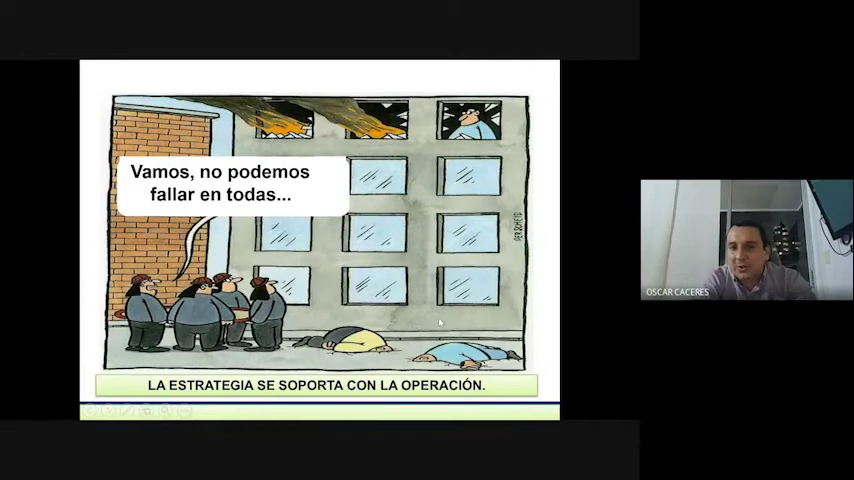 Vamos, no podemos
fallar en todas...
LA ESTRATEGIA SE SOPORTA CON LA OPERACIÓN.
OSCAR CACERES